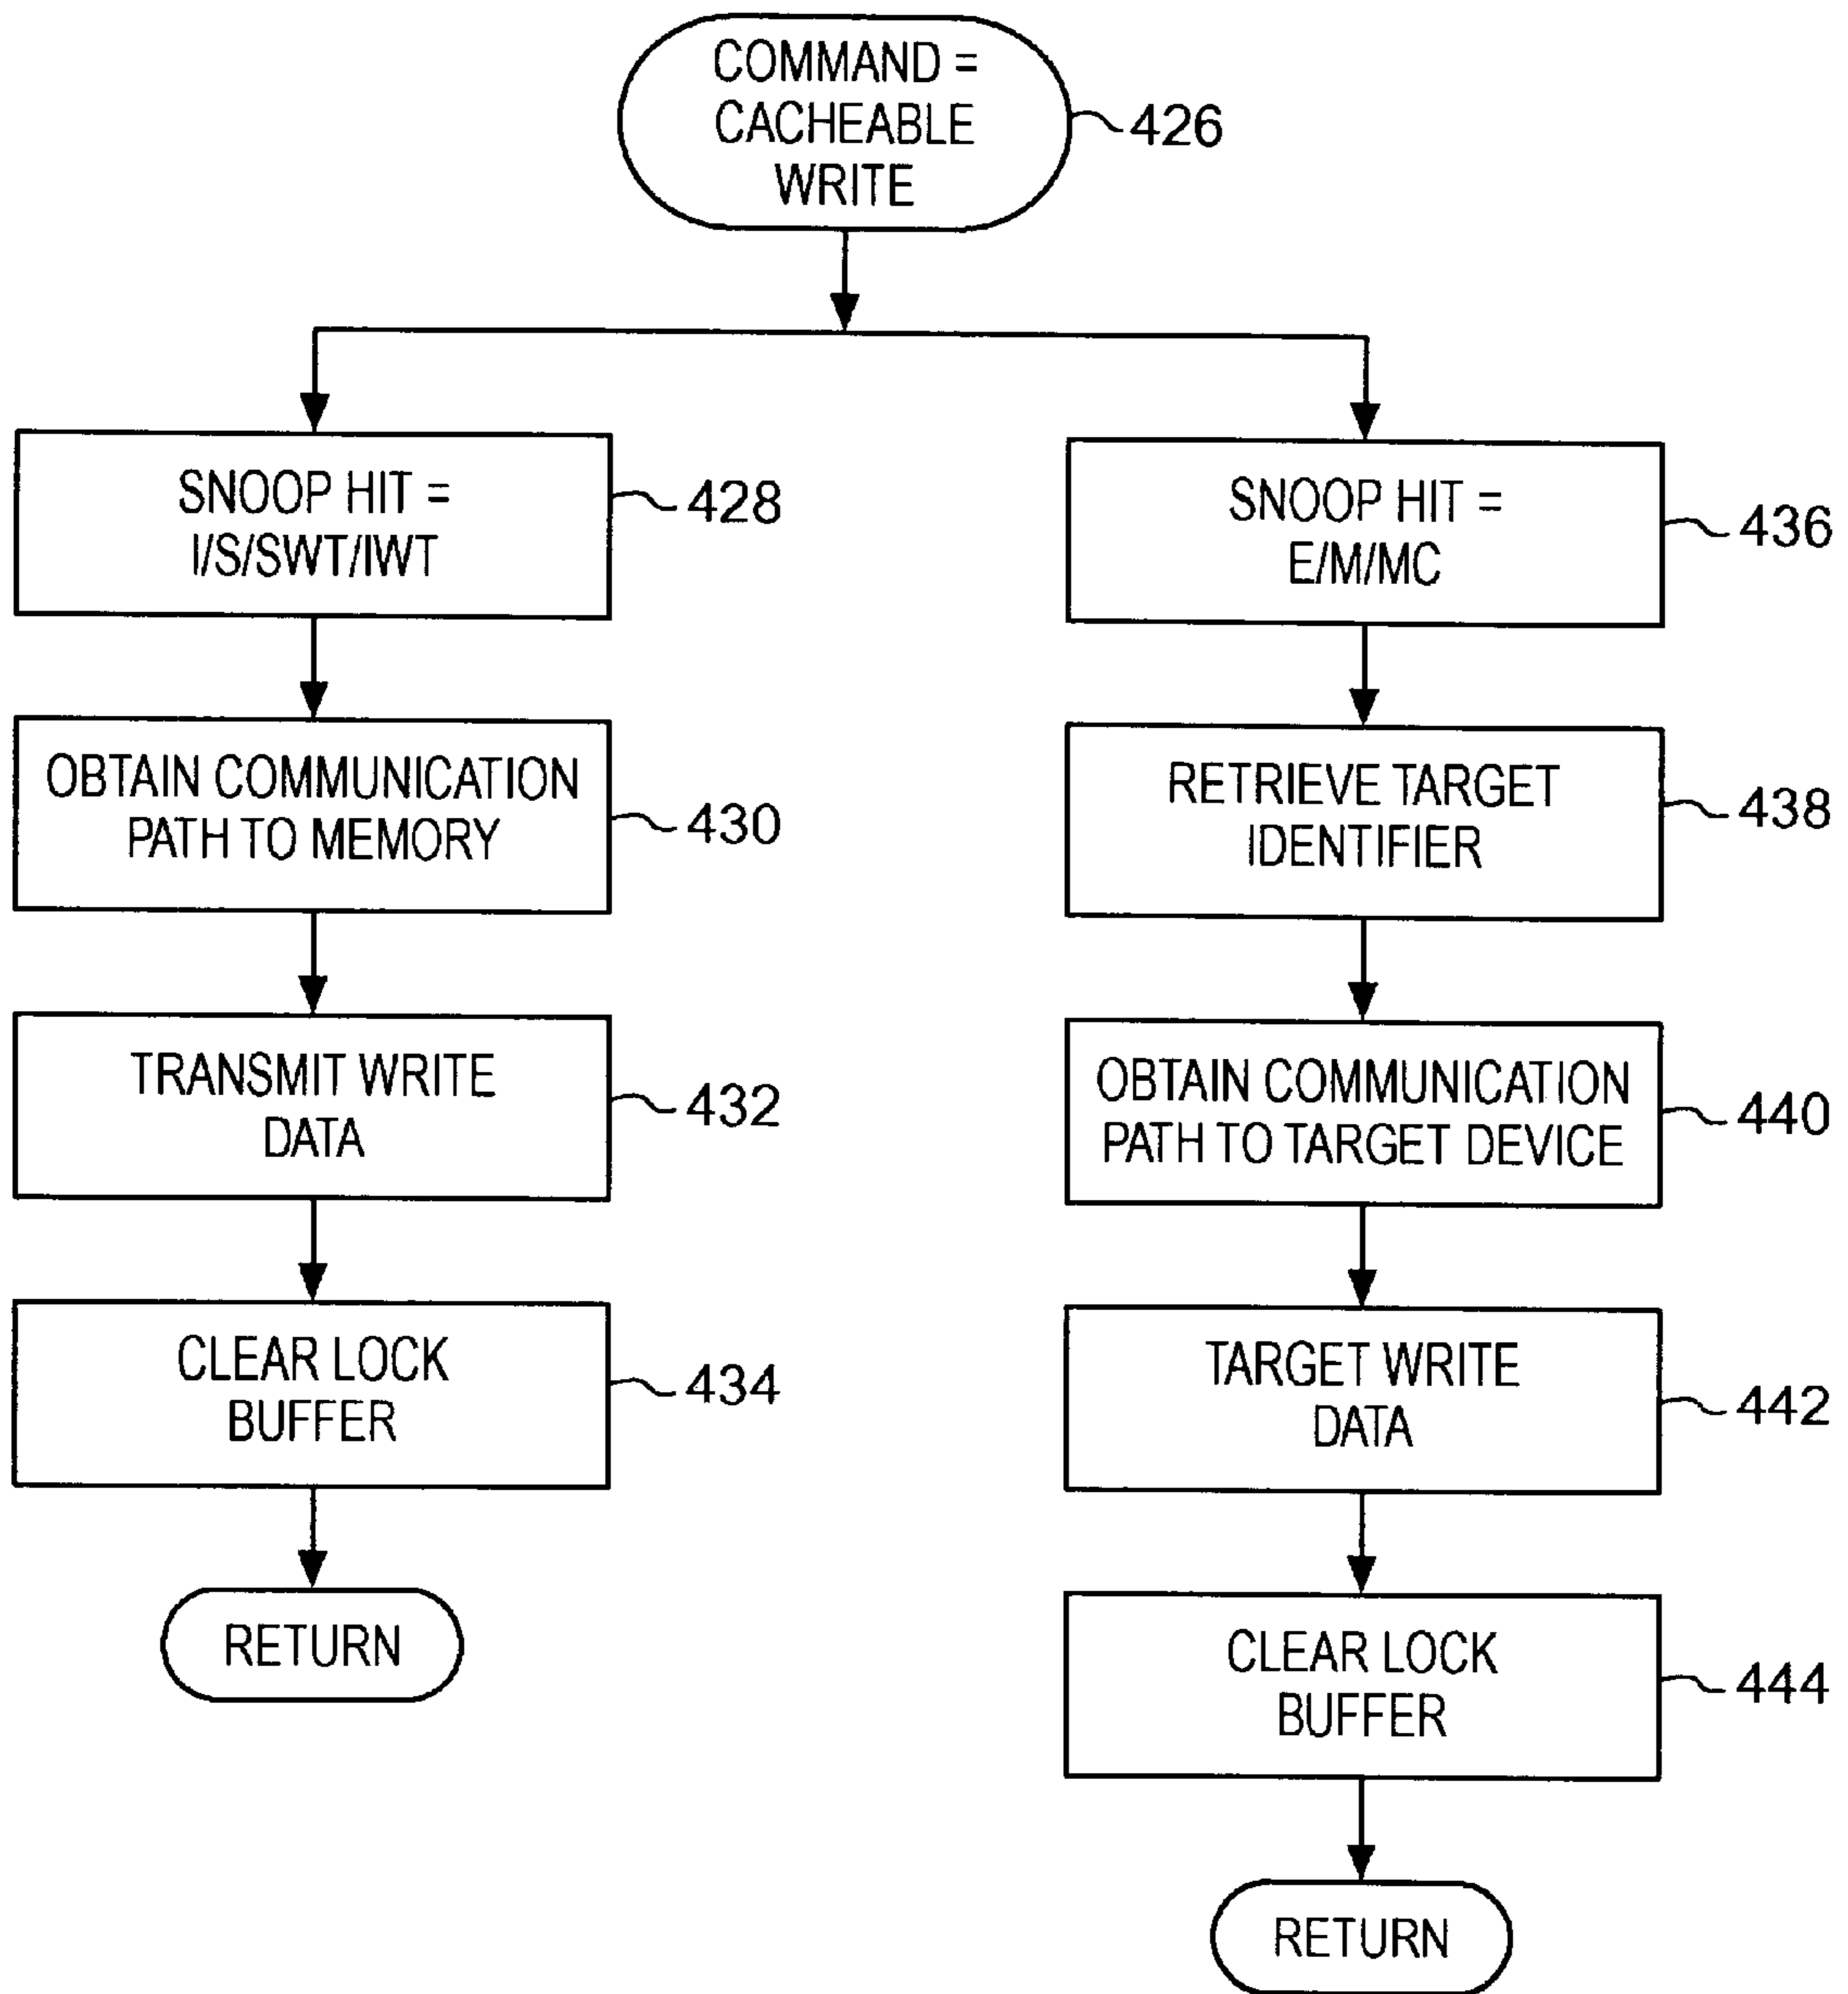 COMMAND =
CACHEABLE
WRITE
426
SNOOP HIT =
I/S/SWT/IWT
428
OBTAIN COMMUNICATION
PATH TO MEMORY
430
TRANSMIT WRITE
DATA
432
CLEAR LOCK
BUFFER
434
RETURN
SNOOP HIT =
E/M/MC
436
RETRIEVE TARGET
IDENTIFIER
438
OBTAIN COMMUNICATION
PATH TO TARGET DEVICE
440
TARGET WRITE
DATA
442
CLEAR LOCK
BUFFER
444
RETURN